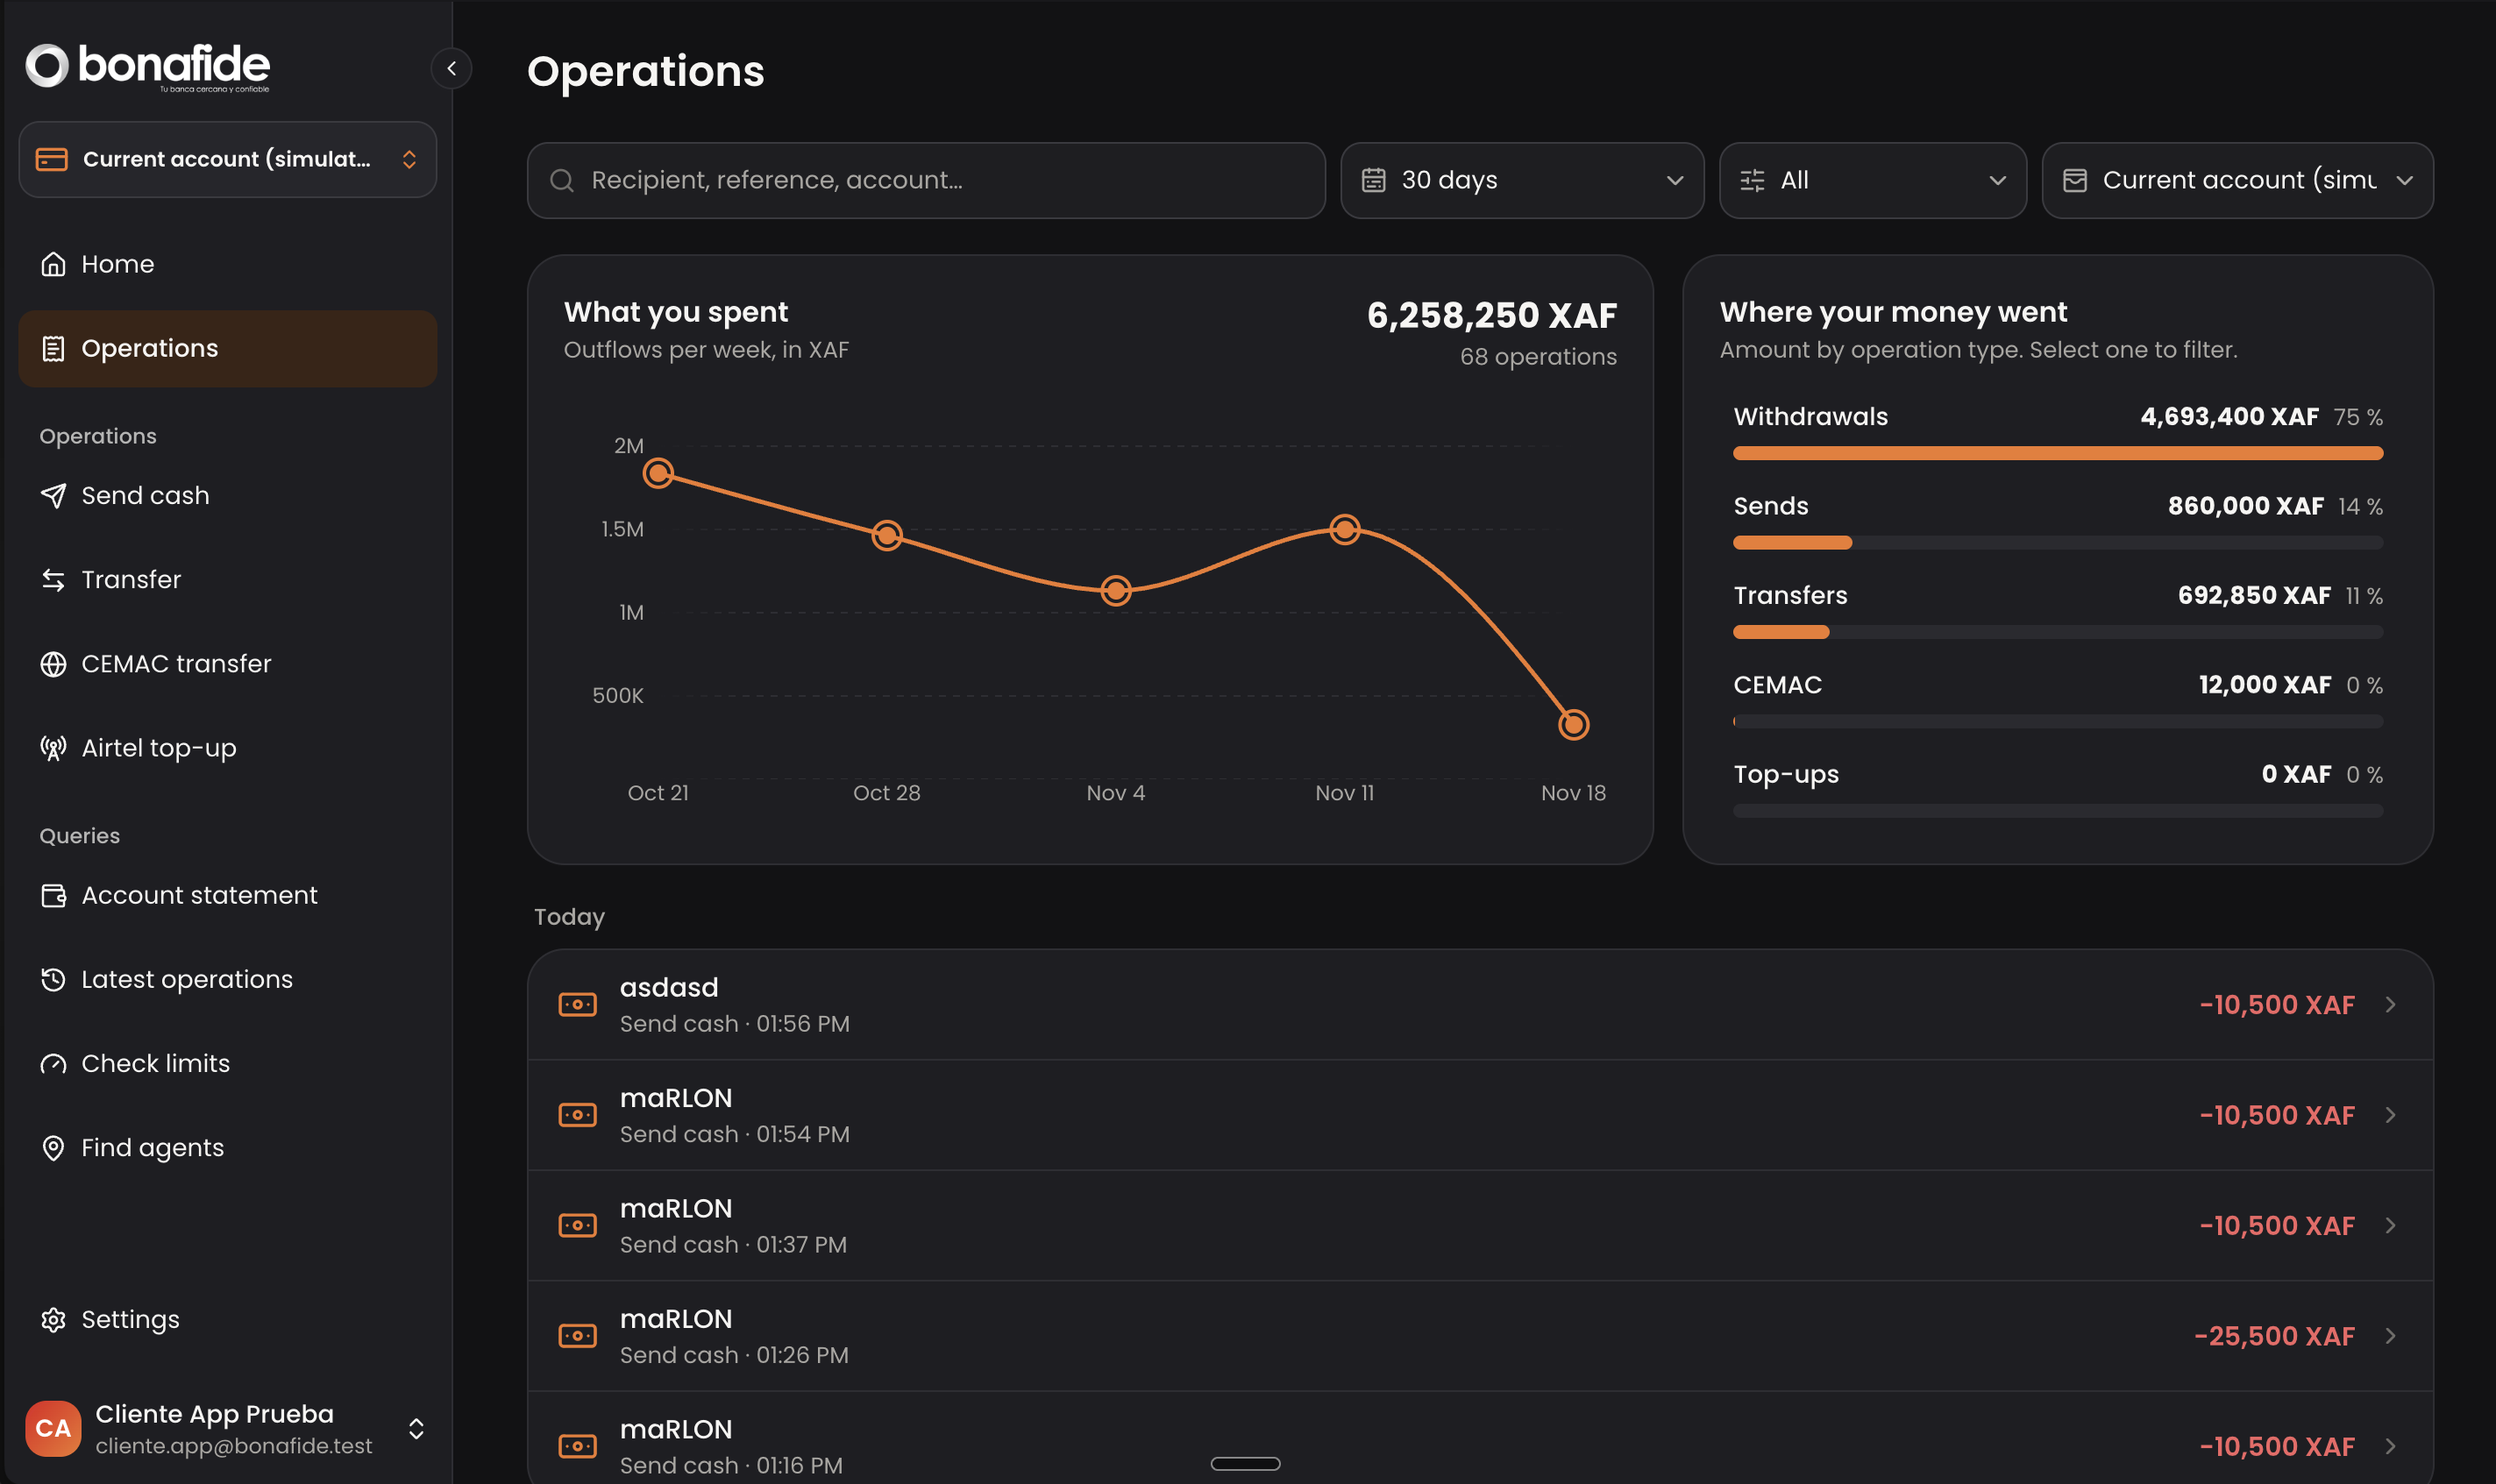 bonafide
Tu banca cercana y confiable
Current account (simulat...
Home
Operations
Operations
Send cash
Transfer
CEMAC transfer
Airtel top-up
Queries
Account statement
Latest operations
Check limits
Find agents
Settings
CA
Cliente App Prueba
cliente.app@bonafide.test
Operations
Recipient, reference, account...
30 days
All
Current account (simu
What you spent
6,258,250 XAF
Outflows per week, in XAF
68 operations
2M
1.5M
1M
500K
Oct 21
Oct 28
Nov 4
Nov 11
Nov 18
Where your money went
Amount by operation type. Select one to filter.
Withdrawals 4,693,400 XAF 75 %
Sends 860,000 XAF 14 %
Transfers 692,850 XAF 11 %
CEMAC 12,000 XAF 0 %
Top-ups 0 XAF 0 %
Today
asdasd
Send cash · 01:56 PM
-10,500 XAF
maRLON
Send cash · 01:54 PM
-10,500 XAF
maRLON
Send cash · 01:37 PM
-10,500 XAF
maRLON
Send cash · 01:26 PM
-25,500 XAF
maRLON
Send cash · 01:16 PM
-10,500 XAF